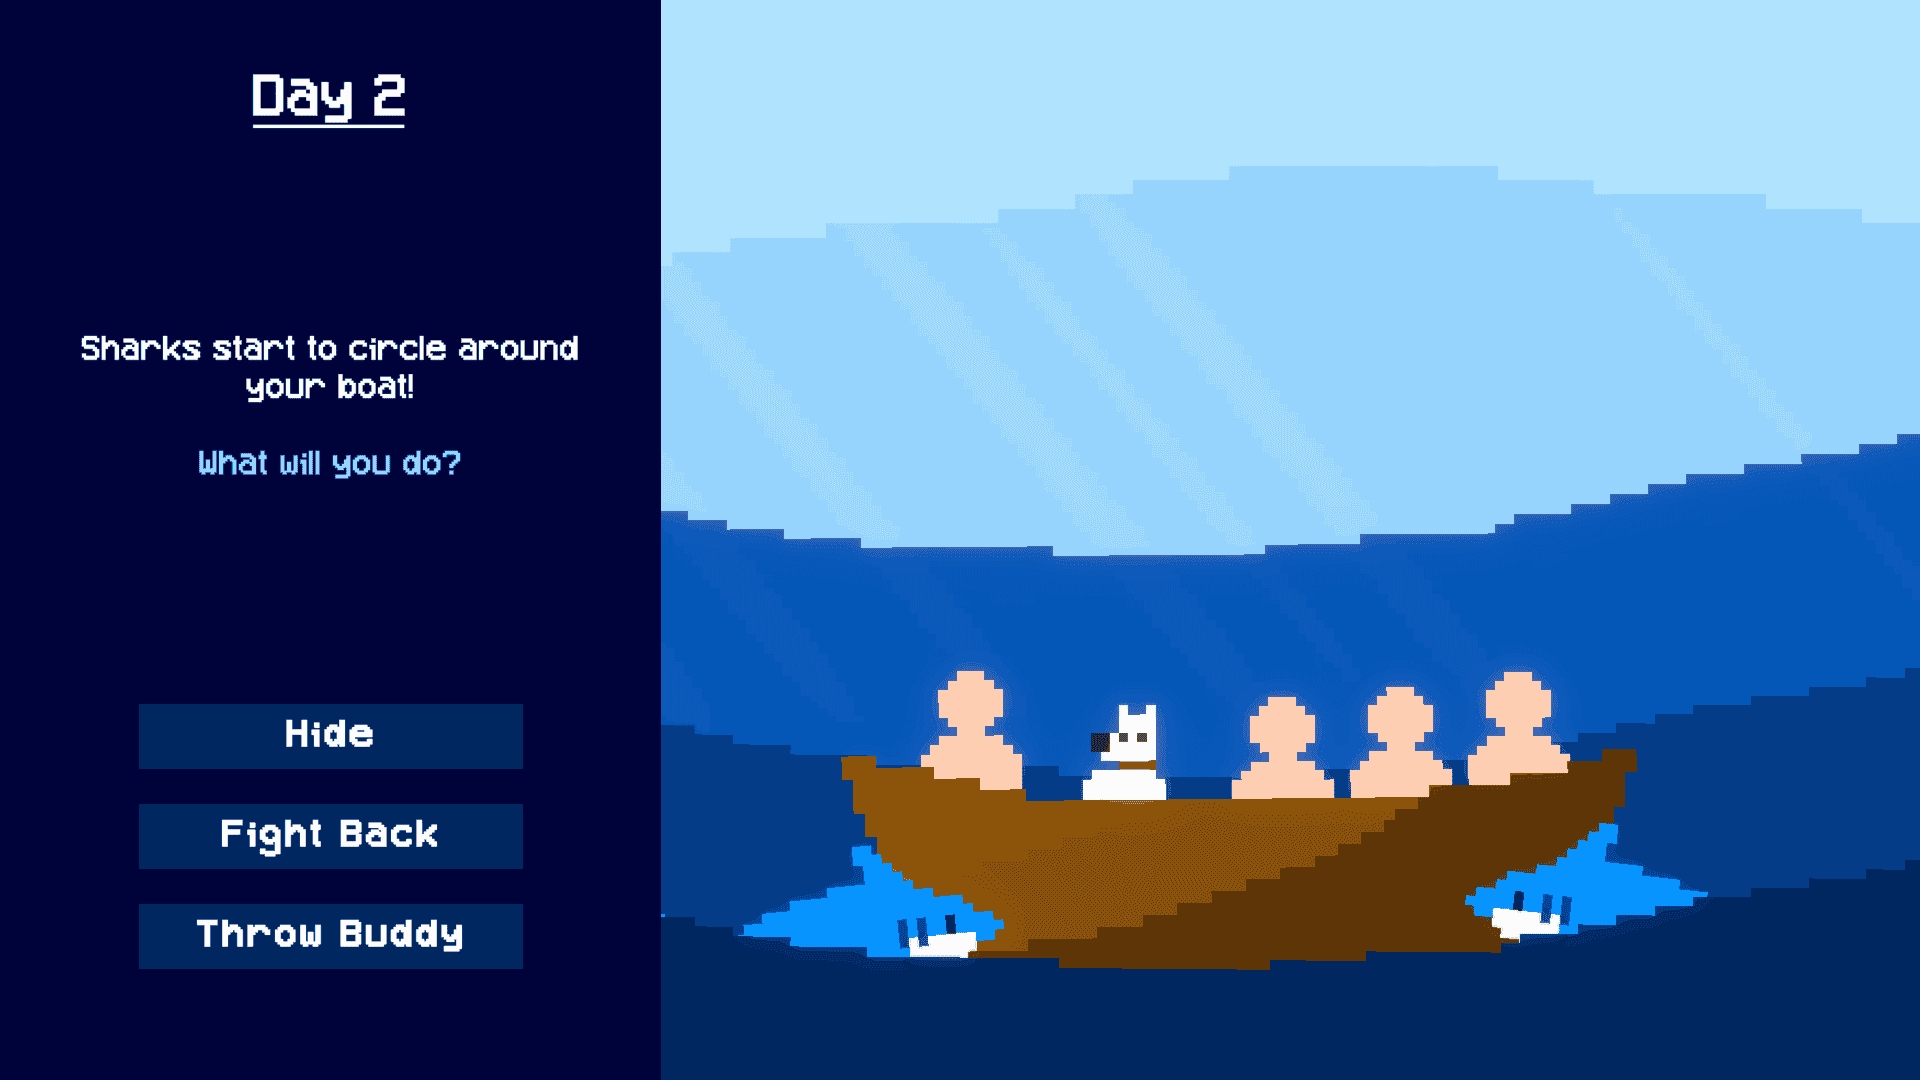 Day 2
Sharks start to circle around
your boat!
What will you do?
Hide
Fight Back
Throw Buddy